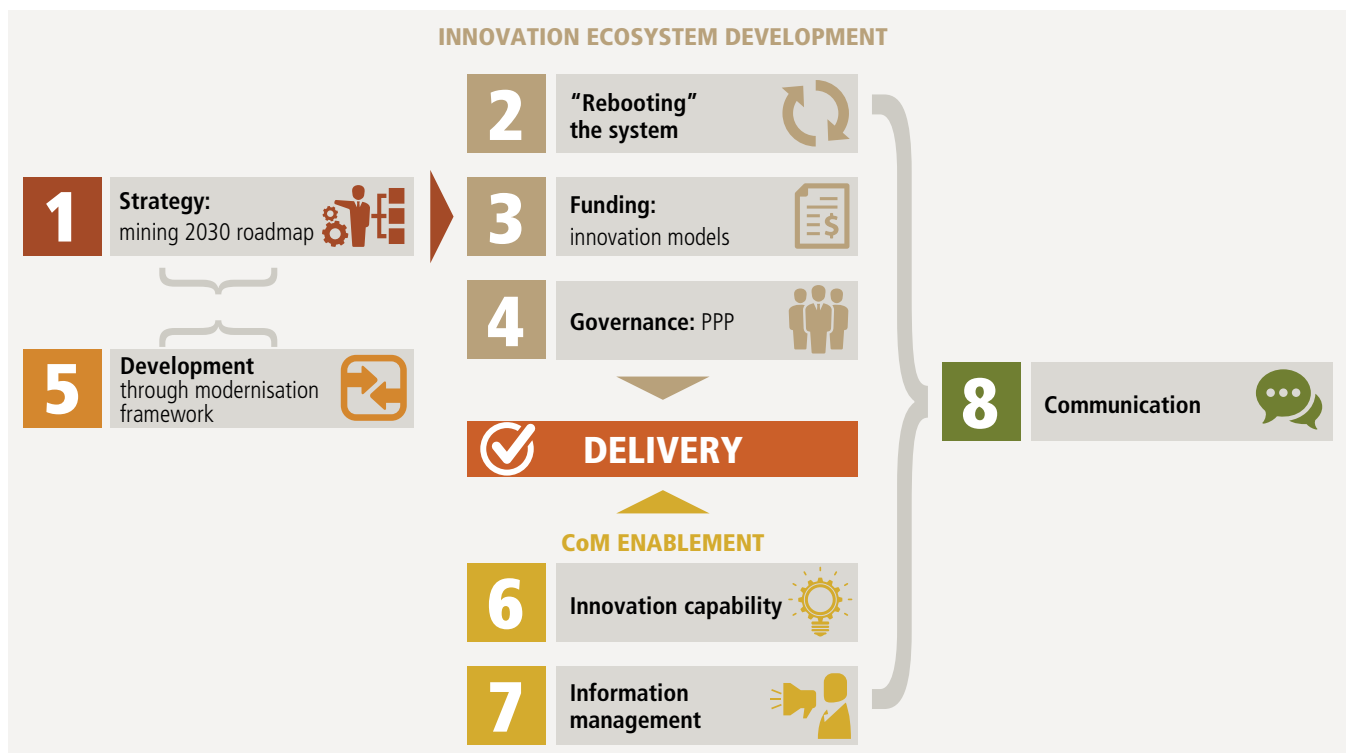 INNOVATION ECOSYSTEM DEVELOPMENT
1
Strategy:
mining 2030 roadmap
5
Development
through modernisation
framework
2
“Rebooting”
the system
3
Funding:
innovation models
$
4
Governance: PPP
DELIVERY
CoM ENABLEMENT
6
Innovation capability
7
Information
management
8
Communication